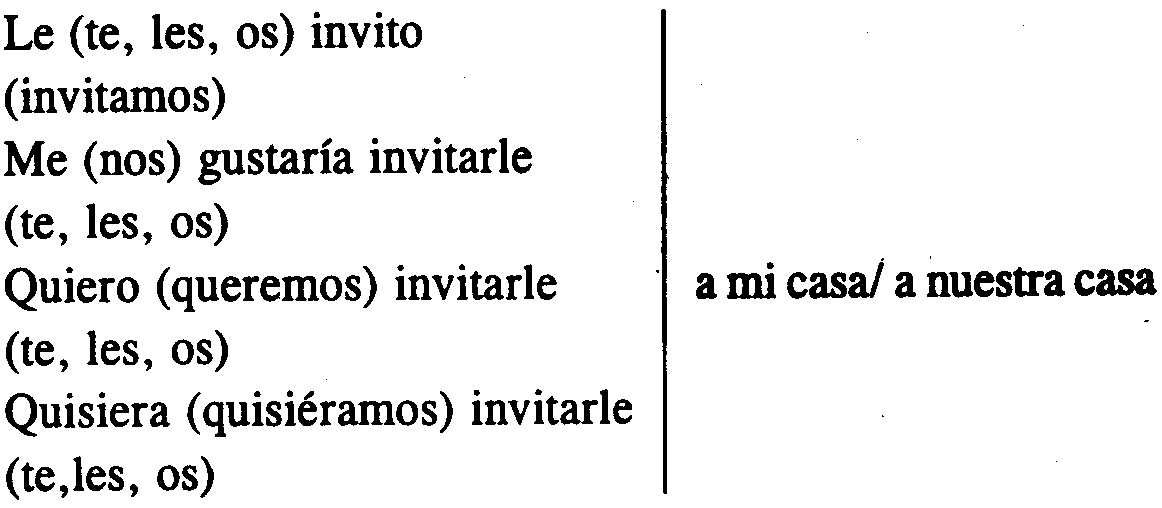 Le (te, les, os) invito
(invitamos)
Me (nos) gustaría invitarle
(te, les, os)
Quiero (queremos) invitarle
(te, les, os)
Quisiera (quisiéramos) invitarle
(te,les, os)
a mi casa/ a nuestra casa